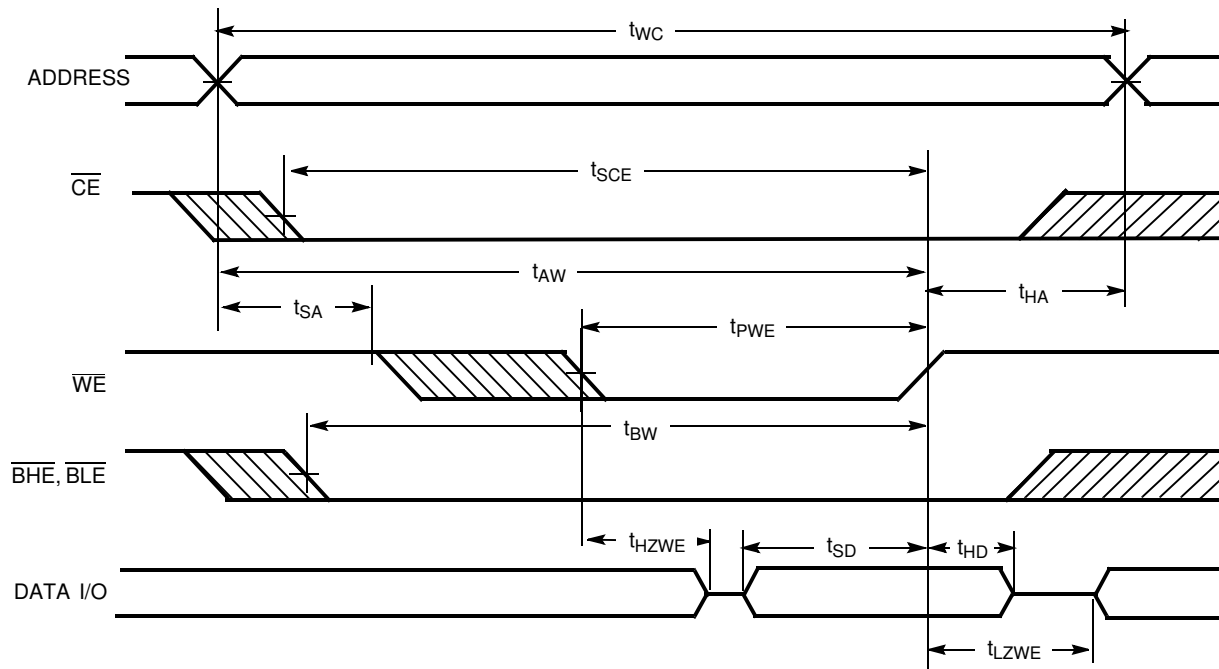 tWC
ADDRESS
tSCE
CE
tAW
tSA
tHA
tPWE
WE
tBW
BHE, BLE
tHZWE
tSD
tHD
DATA I/O
tLZWE